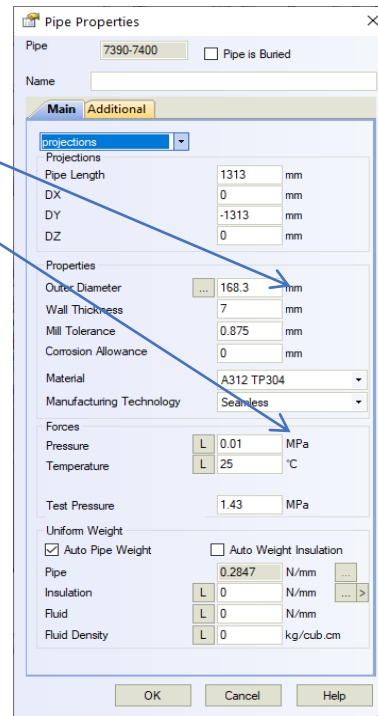 Pipe Properties
Pipe 7390-7400 Pipe is Buried
Name
Main Additional
projections
Projections
Pipe Length 1313 mm
DX 0 mm
DY -1313 mm
DZ 0 mm
Properties
Outer Diameter ... 168.3 mm
Wall Thickness 7 mm
Mill Tolerance 0.875 mm
Corrosion Allowance 0 mm
Material A312 TP304
Manufacturing Technology Seamless
Forces
Pressure L 0.01 MPa
Temperature L 25 °C
Test Pressure 1.43 MPa
Uniform Weight
Auto Pipe Weight Auto Weight Insulation
Pipe 0.2847 N/mm ...
Insulation L 0 N/mm ... >
Fluid L 0 N/mm
Fluid Density L 0 kg/cub.cm
OK Cancel Help